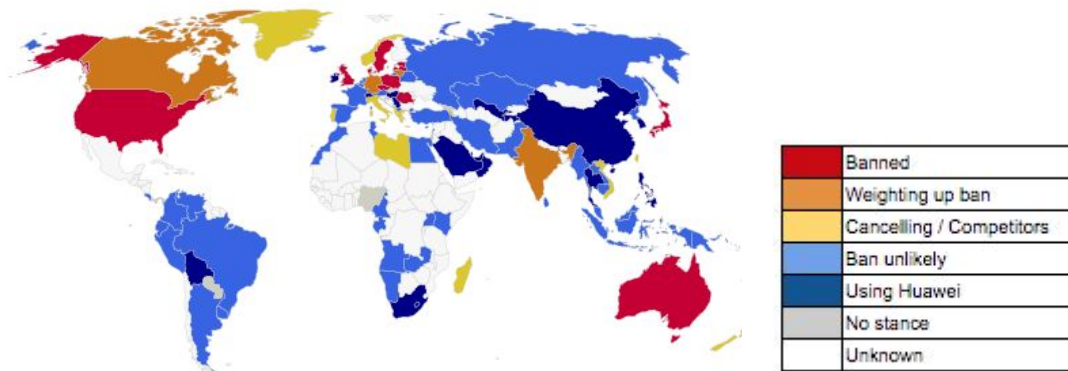 Banned
Weighting up ban
Cancelling / Competitors
Ban unlikely
Using Huawei
No stance
Unknown